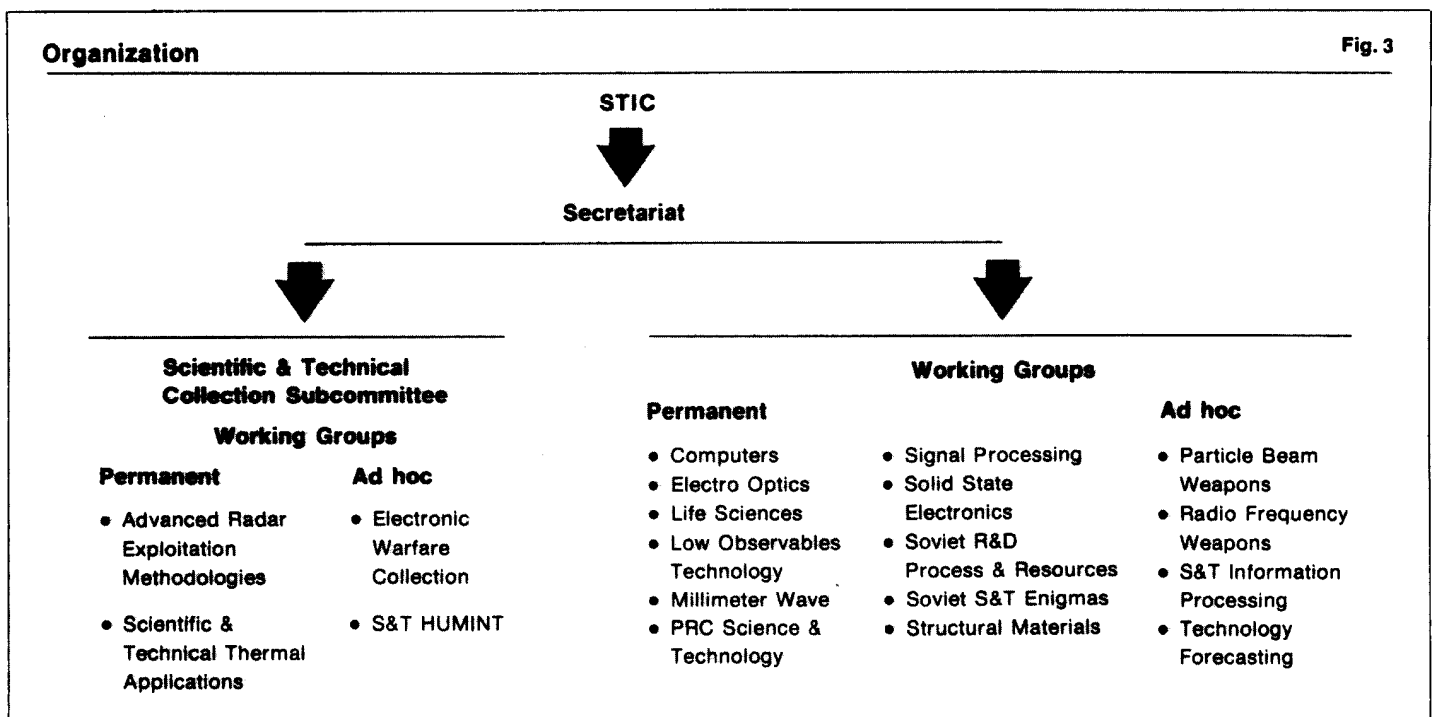 Organization
Fig. 3
STIC
Secretariat
Scientific & Technical
Collection Subcommittee
Working Groups
Permanent
● Advanced Radar
Exploitation
Methodologies
● Scientific &
Technical Thermal
Applications
Ad hoc
● Electronic
Warfare
Collection
● S&T HUMINT
Working Groups
Permanent
● Computers
● Electro Optics
● Life Sciences
● Low Observables
Technology
● Millimeter Wave
● PRC Science &
Technology
● Signal Processing
● Solid State
Electronics
● Soviet R&D
Process & Resources
● Soviet S&T Enigmas
● Structural Materials
Ad hoc
● Particle Beam
Weapons
● Radio Frequency
Weapons
● S&T Information
Processing
● Technology
Forecasting